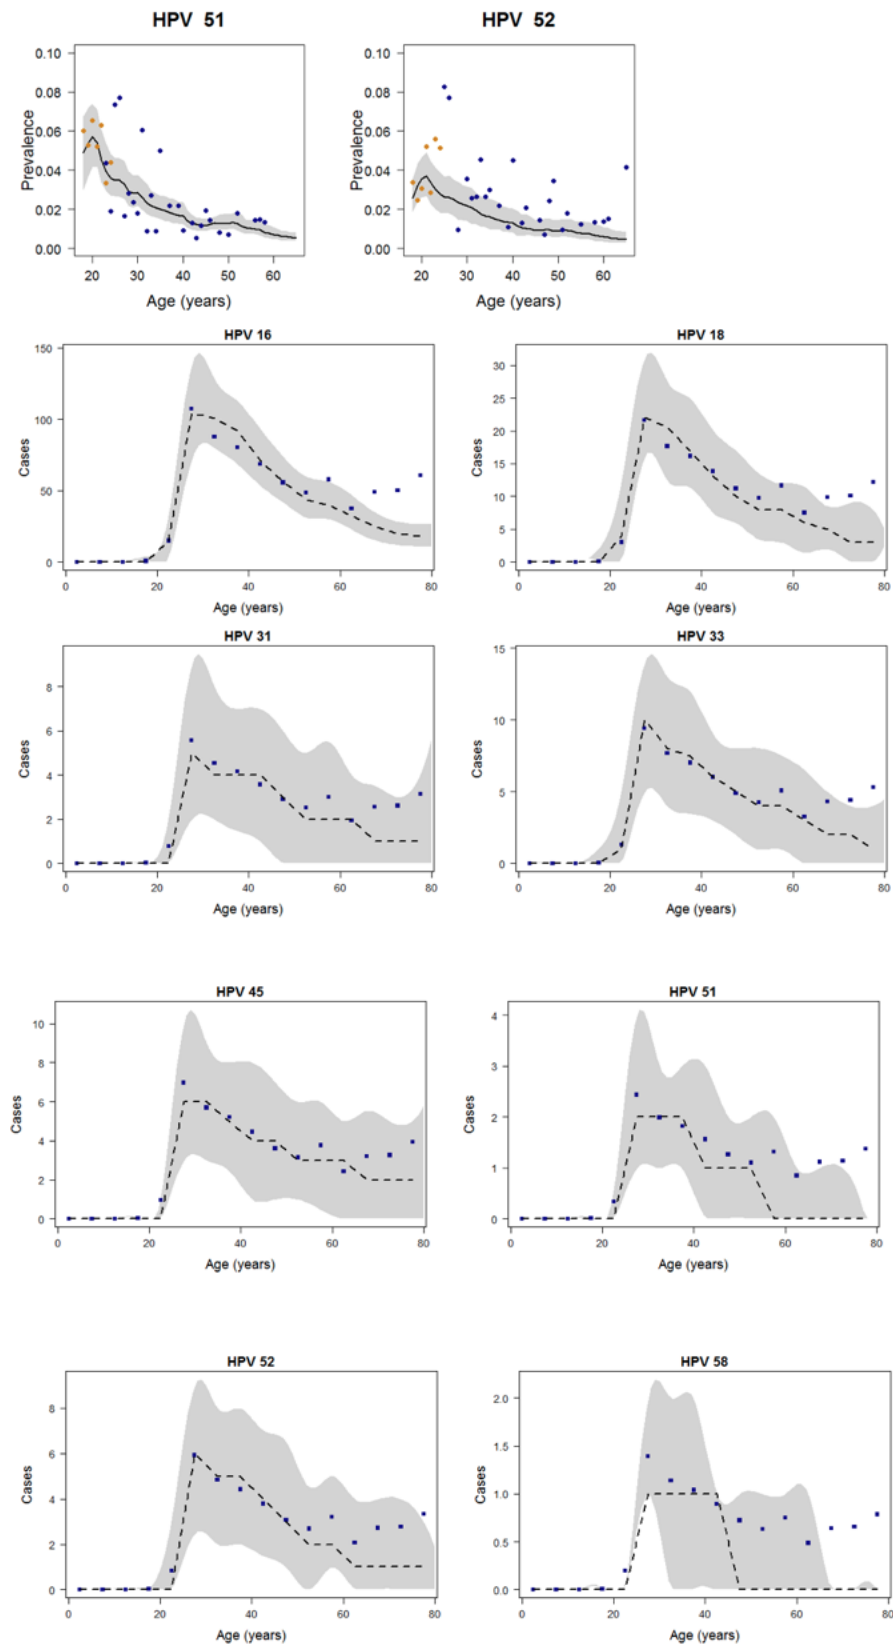 HPV 51
HPV 52
Prevalence
0.10
0.08
0.06
0.04
0.02
0.00
20 30 40 50 60
Age (years)
Prevalence
0.10
0.08
0.06
0.04
0.02
0.00
20 30 40 50 60
Age (years)
HPV 16
Cases
150
100
50
0
0 20 40 60 80
Age (years)
HPV 18
Cases
30
25
20
15
10
5
0
0 20 40 60 80
Age (years)
HPV 31
Cases
8
6
4
2
0
0 20 40 60 80
Age (years)
HPV 33
Cases
15
10
5
0
0 20 40 60 80
Age (years)
HPV 45
Cases
10
8
6
4
2
0
0 20 40 60 80
Age (years)
HPV 51
Cases
4
3
2
1
0
0 20 40 60 80
Age (years)
HPV 52
Cases
8
6
4
2
0
0 20 40 60 80
Age (years)
HPV 58
Cases
2.0
1.5
1.0
0.5
0.0
0 20 40 60 80
Age (years)